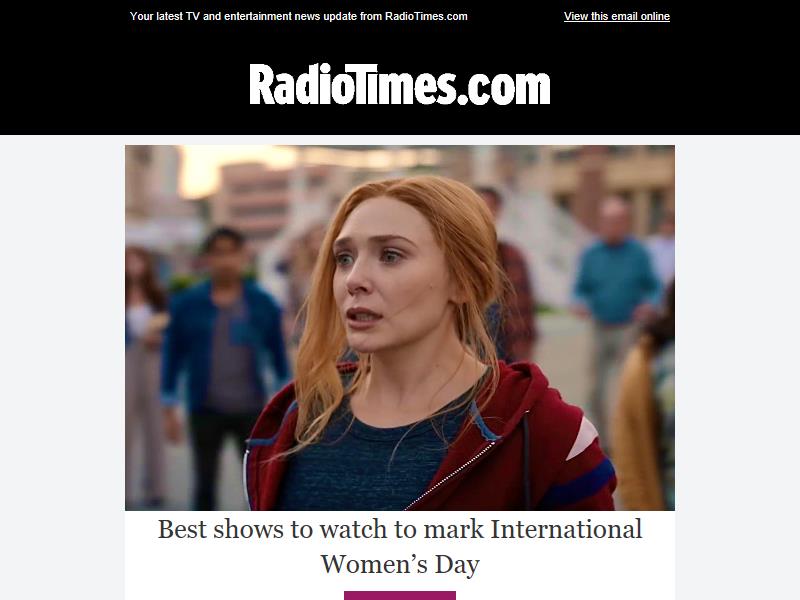 Your latest TV and entertainment news update from RadioTimes.com
View this email online
RadioTimes.com
Best shows to watch to mark International
Women’s Day